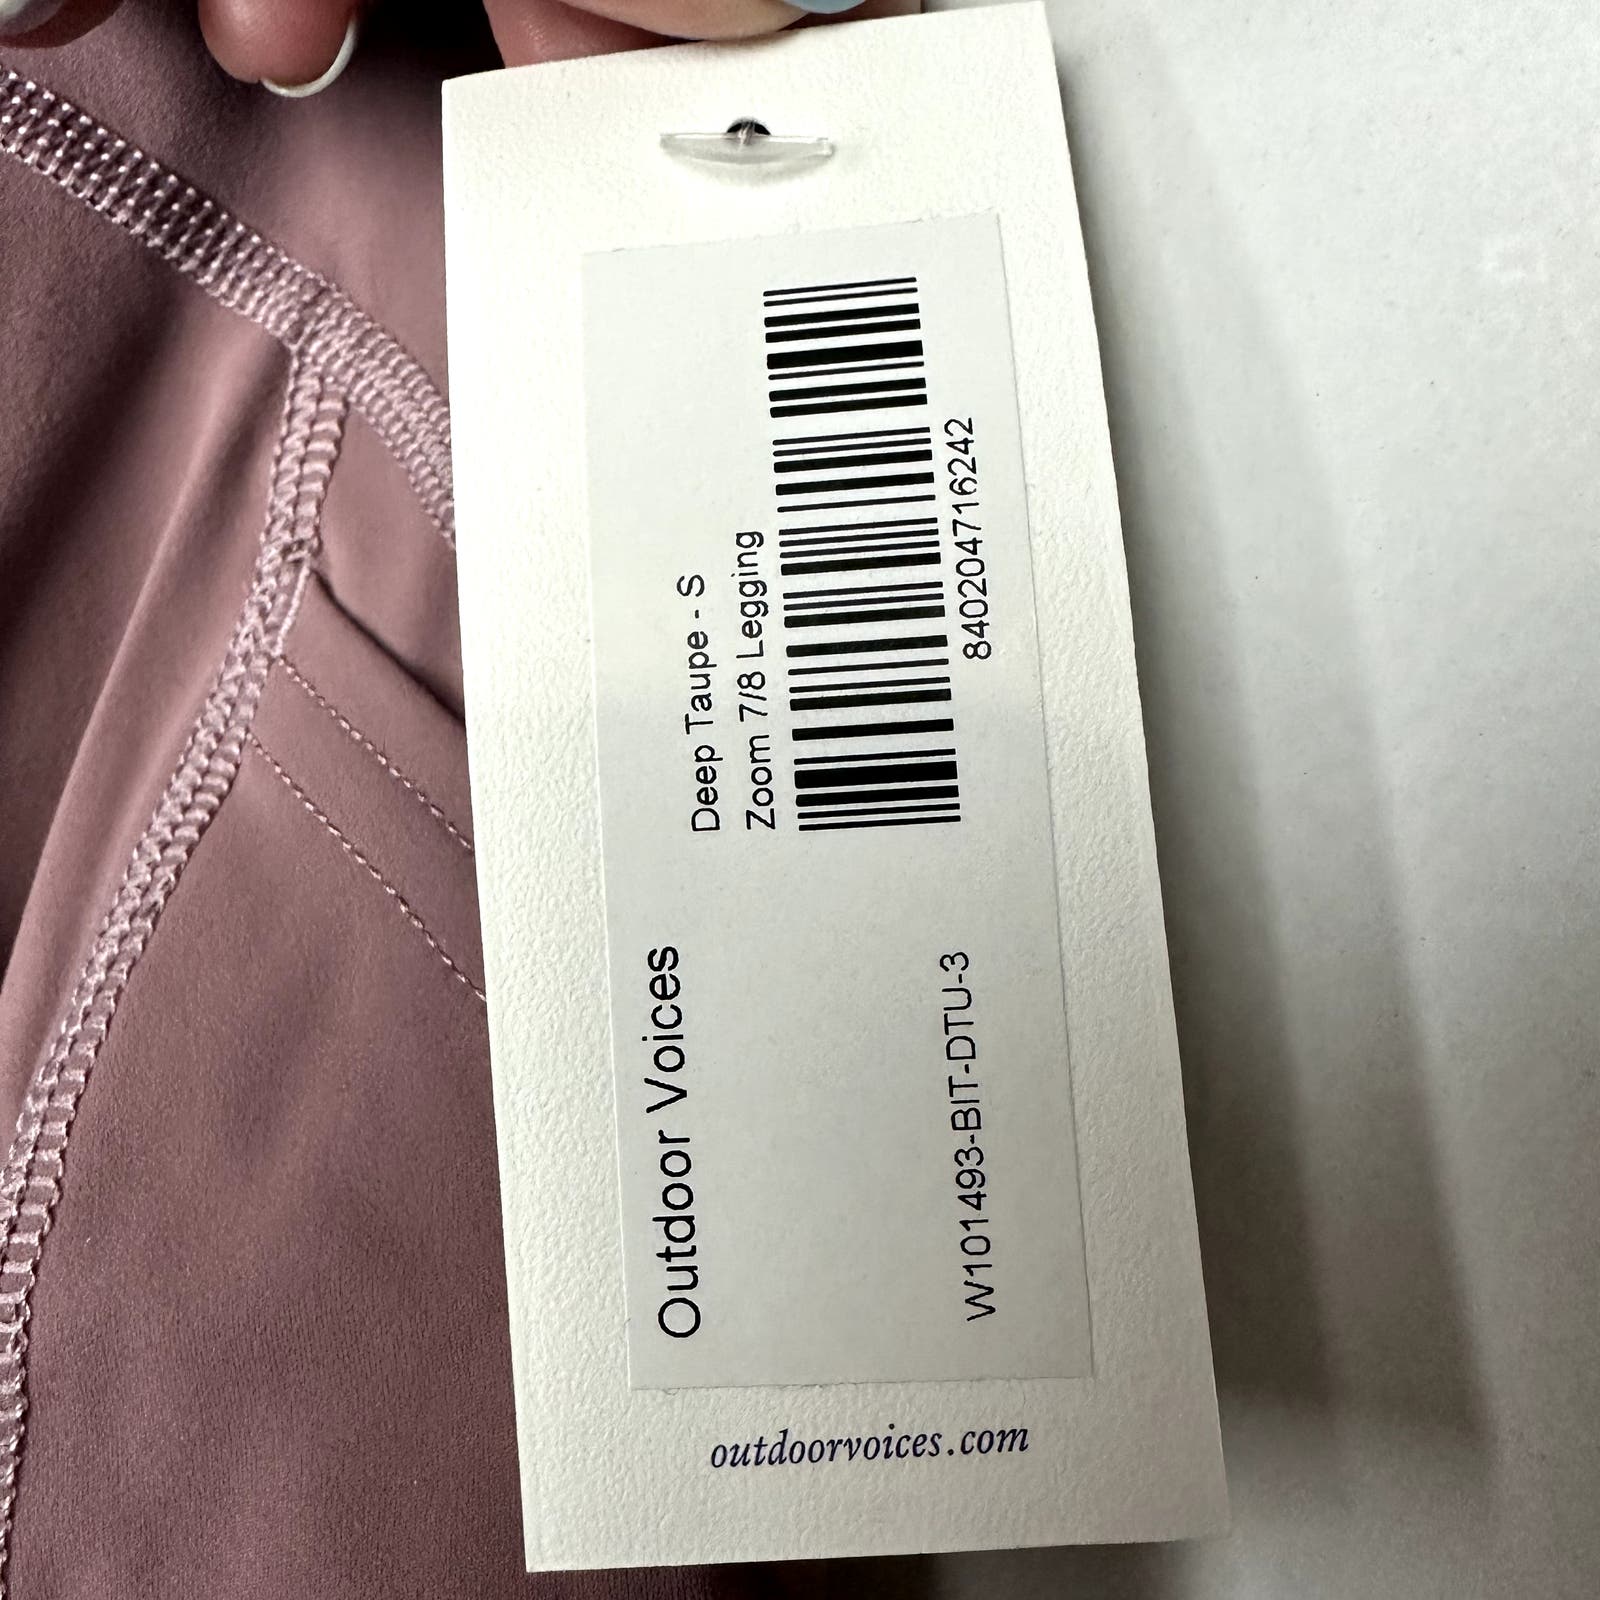 Outdoor Voices
Deep Taupe - S
Zoom 7/8 Legging
840204716242
W101493-BIT-DTU-3
outdoorvoices.com